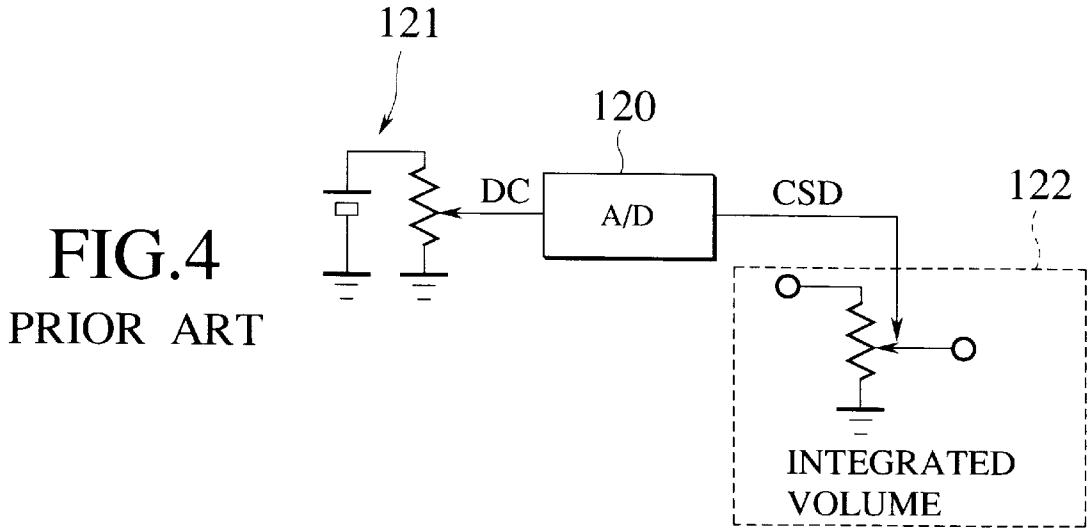 121
120
DC
A/D
CSD
122
FIG.4
PRIOR ART
INTEGRATED
VOLUME